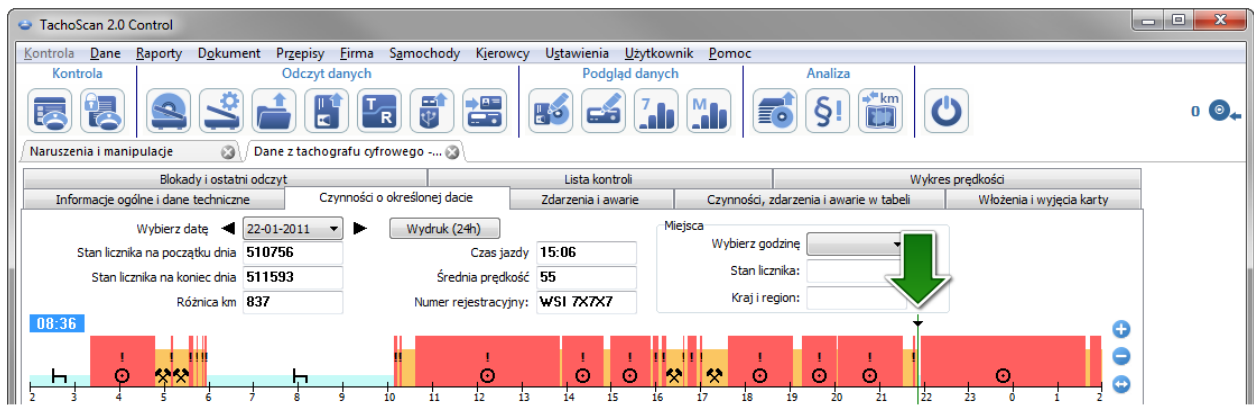 TachoScan 2.0 Control
Kontrola Dane Raporty Dokument Przepisy Firma Samochody Kierowcy Ustawienia Użytkownik Pomoc
Kontrola Odczyt danych Podgląd danych Analiza
T R 7 M §! km 0
Naruszenia i manipulacje Dane z tachografu cyfrowego -...
Blokady i ostatni odczyt Lista kontroli Wykres prędkości
Informacje ogólne i dane techniczne Czynności o określonej dacie Zdarzenia i awarie Czynności, zdarzenia i awarie w tabeli Włożenia i wyjęcia karty
Wybierz datę 22-01-2011 Wydruk (24h) Miejsca
Wybierz godzinę
Stan licznika na początku dnia 510756 Czas jazdy 15:06
Stan licznika:
Stan licznika na koniec dnia 511593 Średnia prędkość 55
Kraj i region:
Różnica km 837 Numer rejestracyjny: WSI 7X7X7
08:36
! ! ! ! ! ! ! ! ! ! ! ! ! ! ! ! ! ! ! !
2 3 4 5 6 7 8 9 10 11 12 13 14 15 16 17 18 19 20 21 22 23 0 1 2